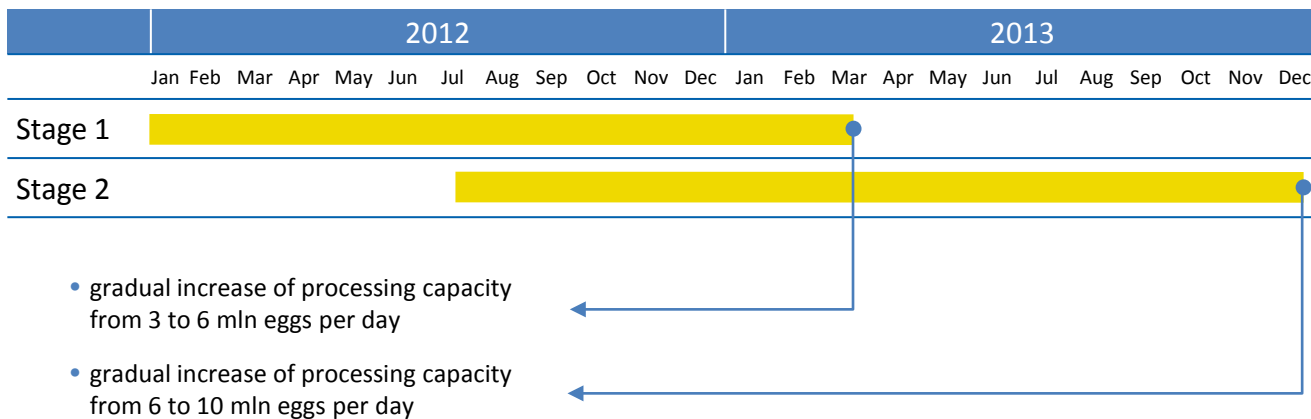 2012 2013
Jan Feb Mar Apr May Jun Jul Aug Sep Oct Nov Dec Jan Feb Mar Apr May Jun Jul Aug Sep Oct Nov Dec
Stage 1
Stage 2
• gradual increase of processing capacity
from 3 to 6 mln eggs per day
• gradual increase of processing capacity
from 6 to 10 mln eggs per day